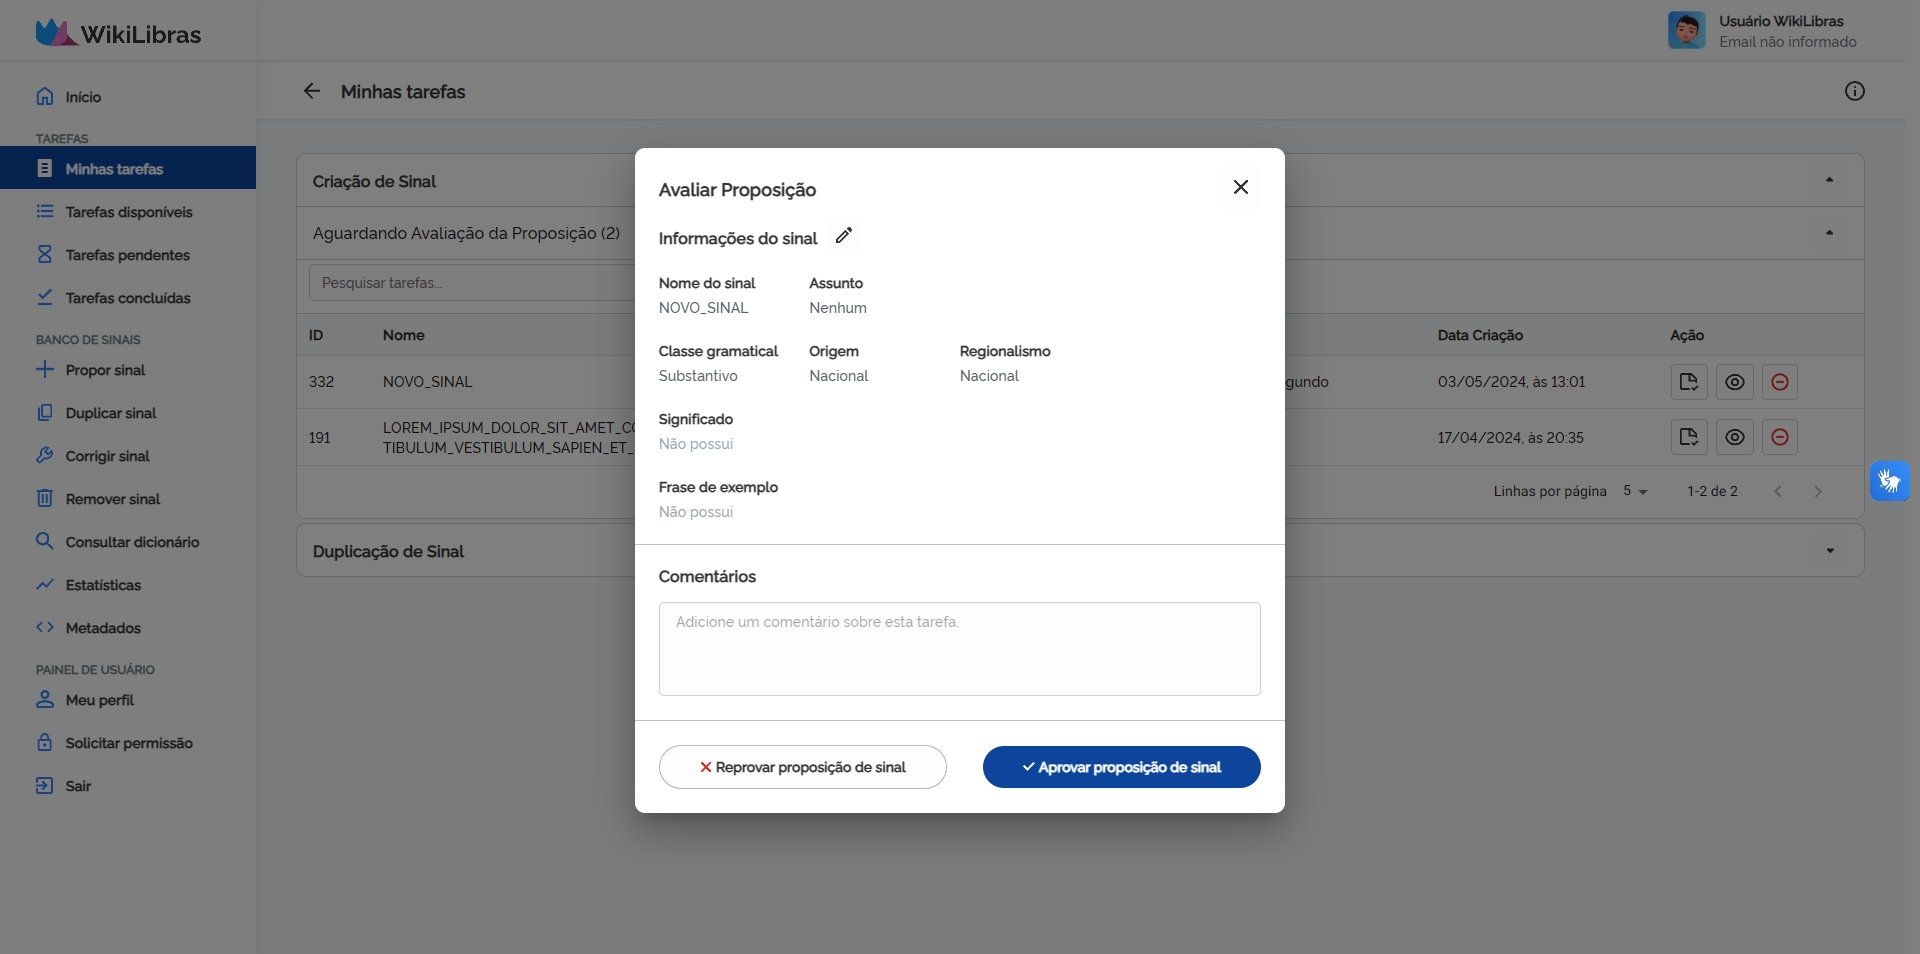 WikiLibras
Usuário WikiLibras
Email não informado
Início
TAREFAS
Minhas tarefas
Tarefas disponíveis
Tarefas pendentes
Tarefas concluídas
BANCO DE SINAIS
Propor sinal
Duplicar sinal
Corrigir sinal
Remover sinal
Consultar dicionário
Estatísticas
Metadados
PAINEL DE USUÁRIO
Meu perfil
Solicitar permissão
Sair
Minhas tarefas
Criação de Sinal
Aguardando Avaliação da Proposição (2)
Pesquisar tarefas...
ID Nome Data Criação Ação
332 NOVO_SINAL gundo 03/05/2024, às 13:01
191 LOREM_IPSUM_DOLOR_SIT_AMET_CO 17/04/2024, às 20:35
TIBULUM_VESTIBULUM_SAPIEN_ET_
Linhas por página 5 1-2 de 2
Duplicação de Sinal
Avaliar Proposição
Informações do sinal
Nome do sinal Assunto
NOVO_SINAL Nenhum
Classe gramatical Origem Regionalismo
Substantivo Nacional Nacional
Significado
Não possui
Frase de exemplo
Não possui
Comentários
Adicione um comentário sobre esta tarefa.
Reprovar proposição de sinal Aprovar proposição de sinal